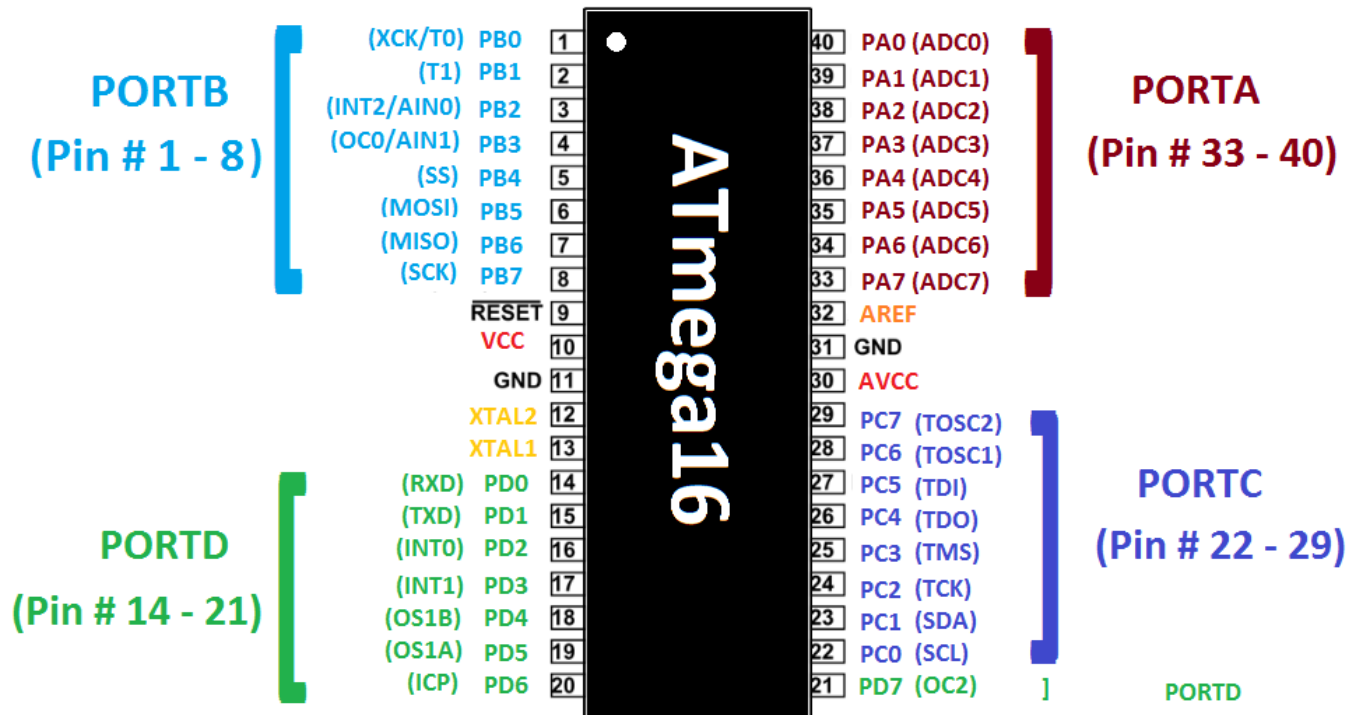 PORTB
(Pin # 1 - 8)
(XCK/T0) PB0 1
(T1) PB1 2
(INT2/AIN0) PB2 3
(OC0/AIN1) PB3 4
(SS) PB4 5
(MOSI) PB5 6
(MISO) PB6 7
(SCK) PB7 8
RESET 9
VCC 10
GND 11
XTAL2 12
XTAL1 13
PORTD
(Pin # 14 - 21)
(RXD) PD0 14
(TXD) PD1 15
(INT0) PD2 16
(INT1) PD3 17
(OS1B) PD4 18
(OS1A) PD5 19
(ICP) PD6 20
ATmega16
40 PA0 (ADC0)
39 PA1 (ADC1)
38 PA2 (ADC2)
37 PA3 (ADC3)
36 PA4 (ADC4)
35 PA5 (ADC5)
34 PA6 (ADC6)
33 PA7 (ADC7)
PORTA
(Pin # 33 - 40)
32 AREF
31 GND
30 AVCC
29 PC7 (TOSC2)
28 PC6 (TOSC1)
27 PC5 (TDI)
26 PC4 (TDO)
25 PC3 (TMS)
24 PC2 (TCK)
23 PC1 (SDA)
22 PC0 (SCL)
PORTC
(Pin # 22 - 29)
21 PD7 (OC2) ] PORTD